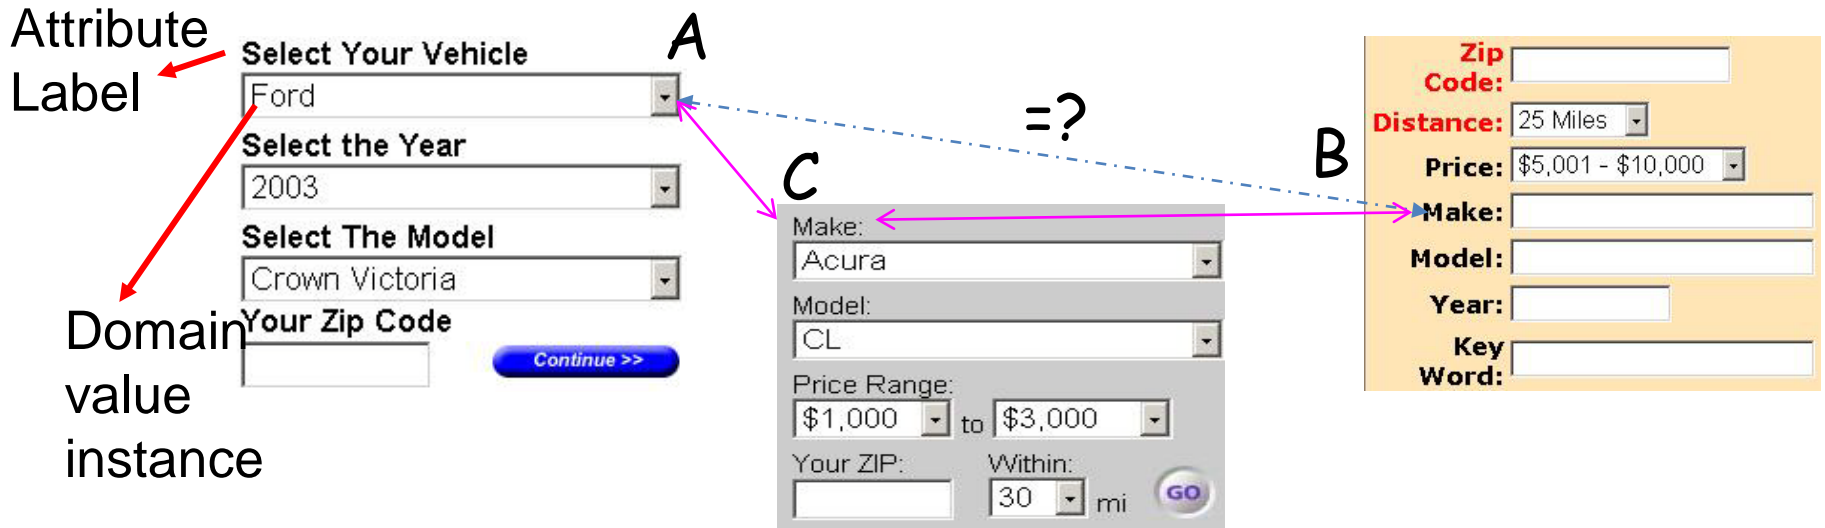 Attribute
Label
Domain
value
instance
A
Select Your Vehicle
Ford
Select the Year
2003
Select The Model
Crown Victoria
Your Zip Code
Continue >>
=?
C
Make:
Acura
Model:
CL
Price Range:
$1,000 to $3,000
Your ZIP: Within:
30 mi GO
B
Zip
Code:
Distance: 25 Miles
Price: $5,001 - $10,000
Make:
Model:
Year:
Key
Word: